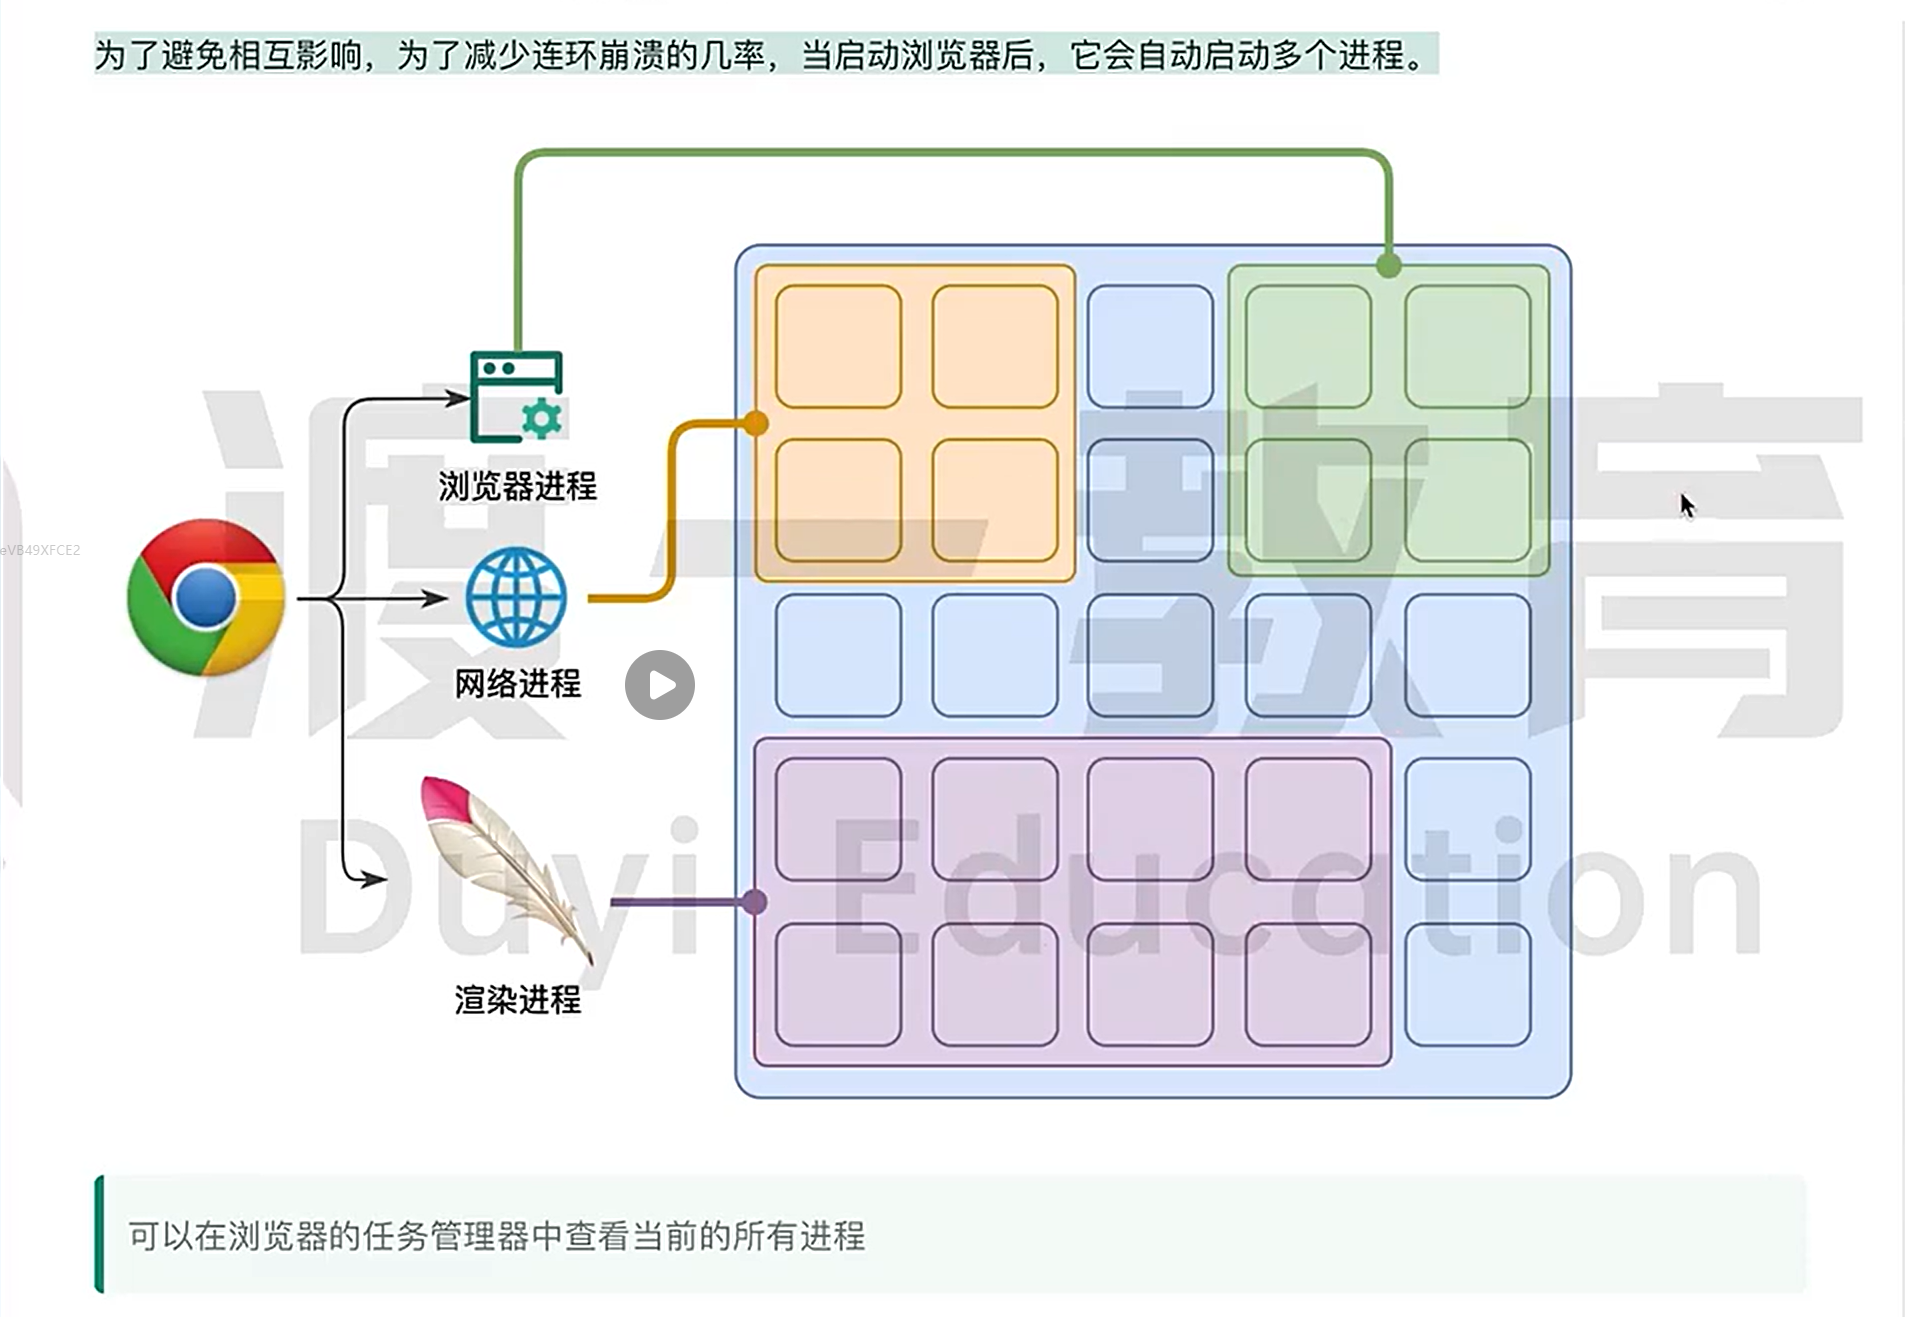 为了避免相互影响，为了减少连环崩溃的几率，当启动浏览器后，它会自动启动多个进程。
浏览器进程
eVB49XFCE2
网络进程
渡一教育
Duyi Education
渲染进程
可以在浏览器的任务管理器中查看当前的所有进程